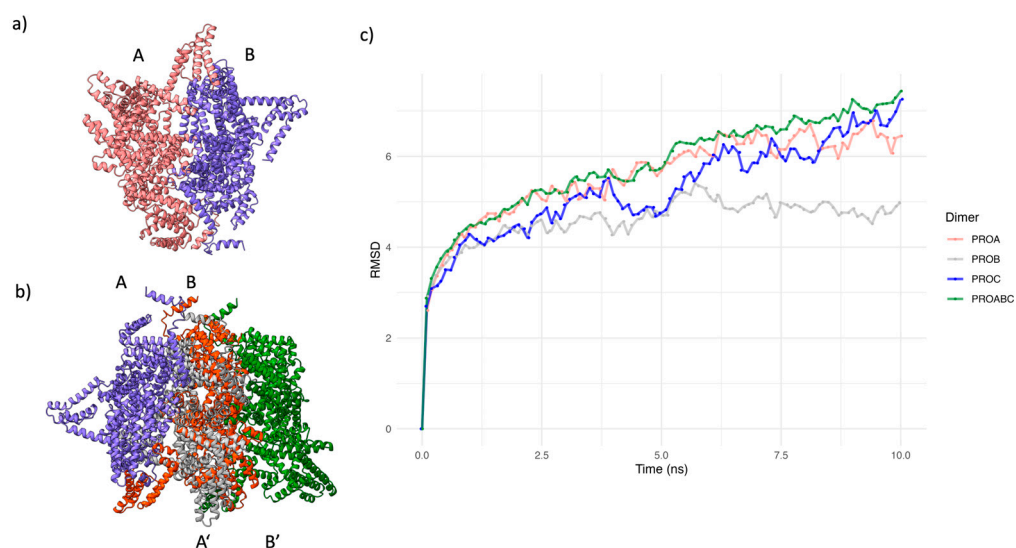 a)
A
B
b)
A
B
A‘
B’
c)
RMSD
6
4
2
0
0.0
2.5
5.0
7.5
10.0
Time (ns)
Dimer
PROA
PROB
PROC
PROABC